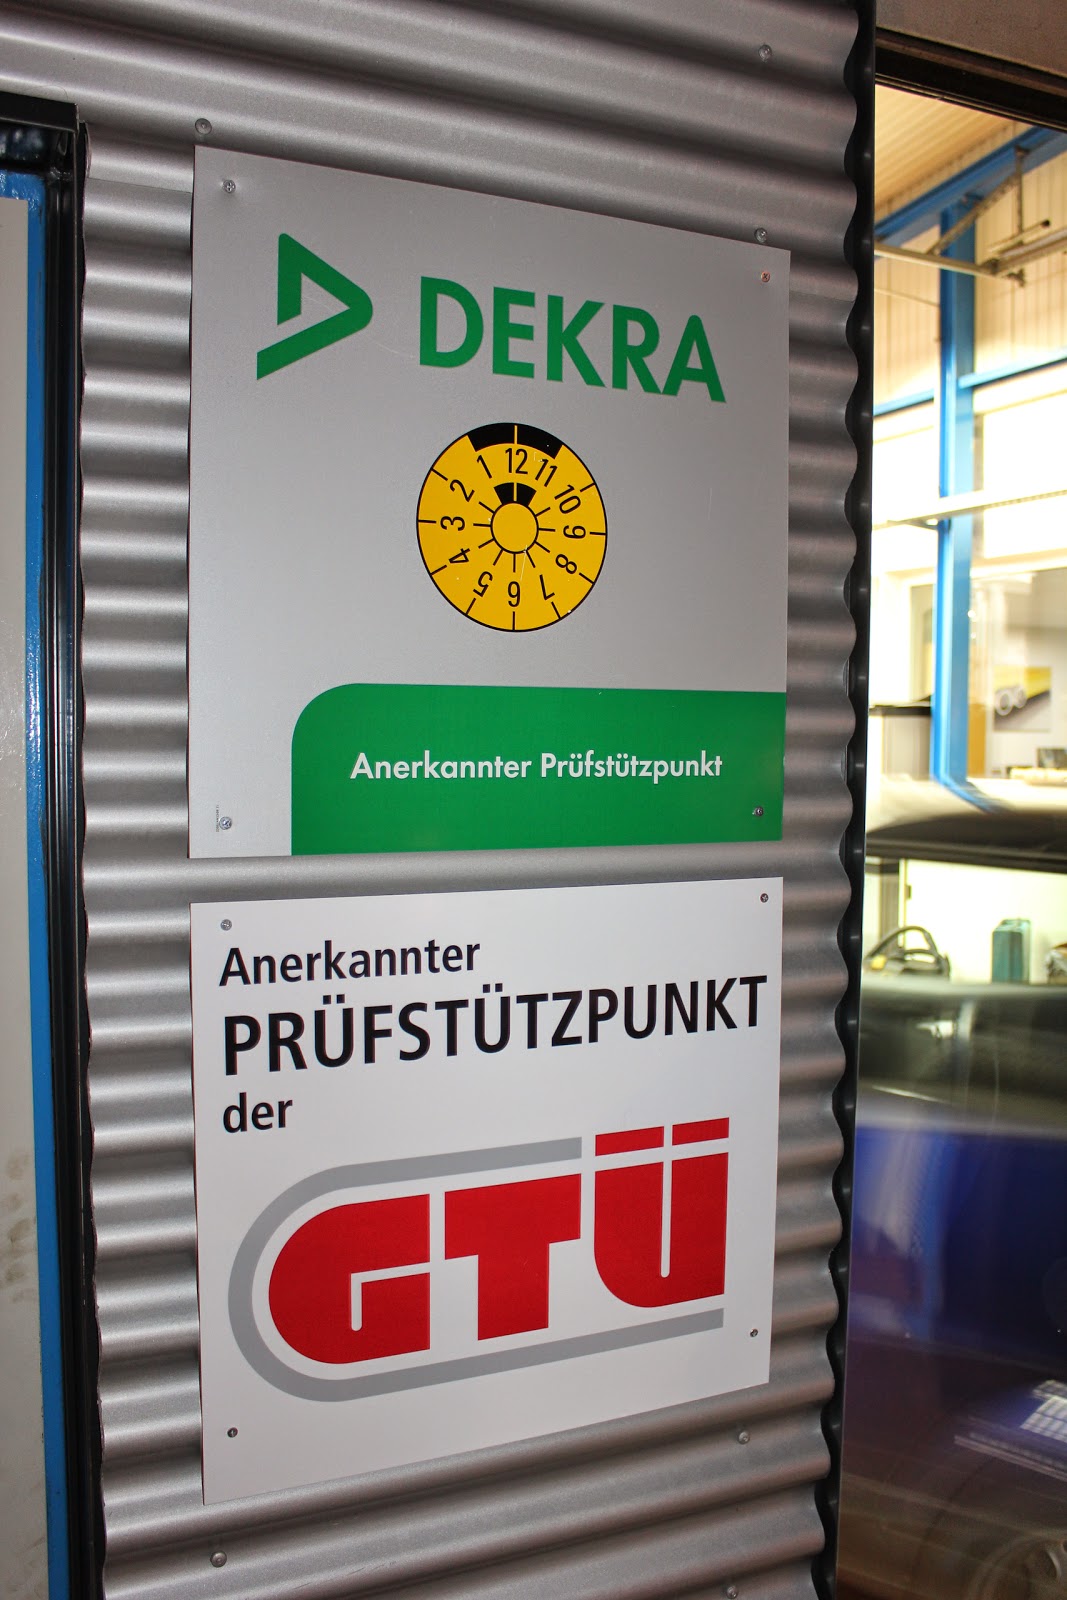 DEKRA
1 12 11 10 9 8 7 6 5 4 3 2
Anerkannter Prüfstützpunkt
Anerkannter
PRÜFSTÜTZPUNKT
der
GTÜ